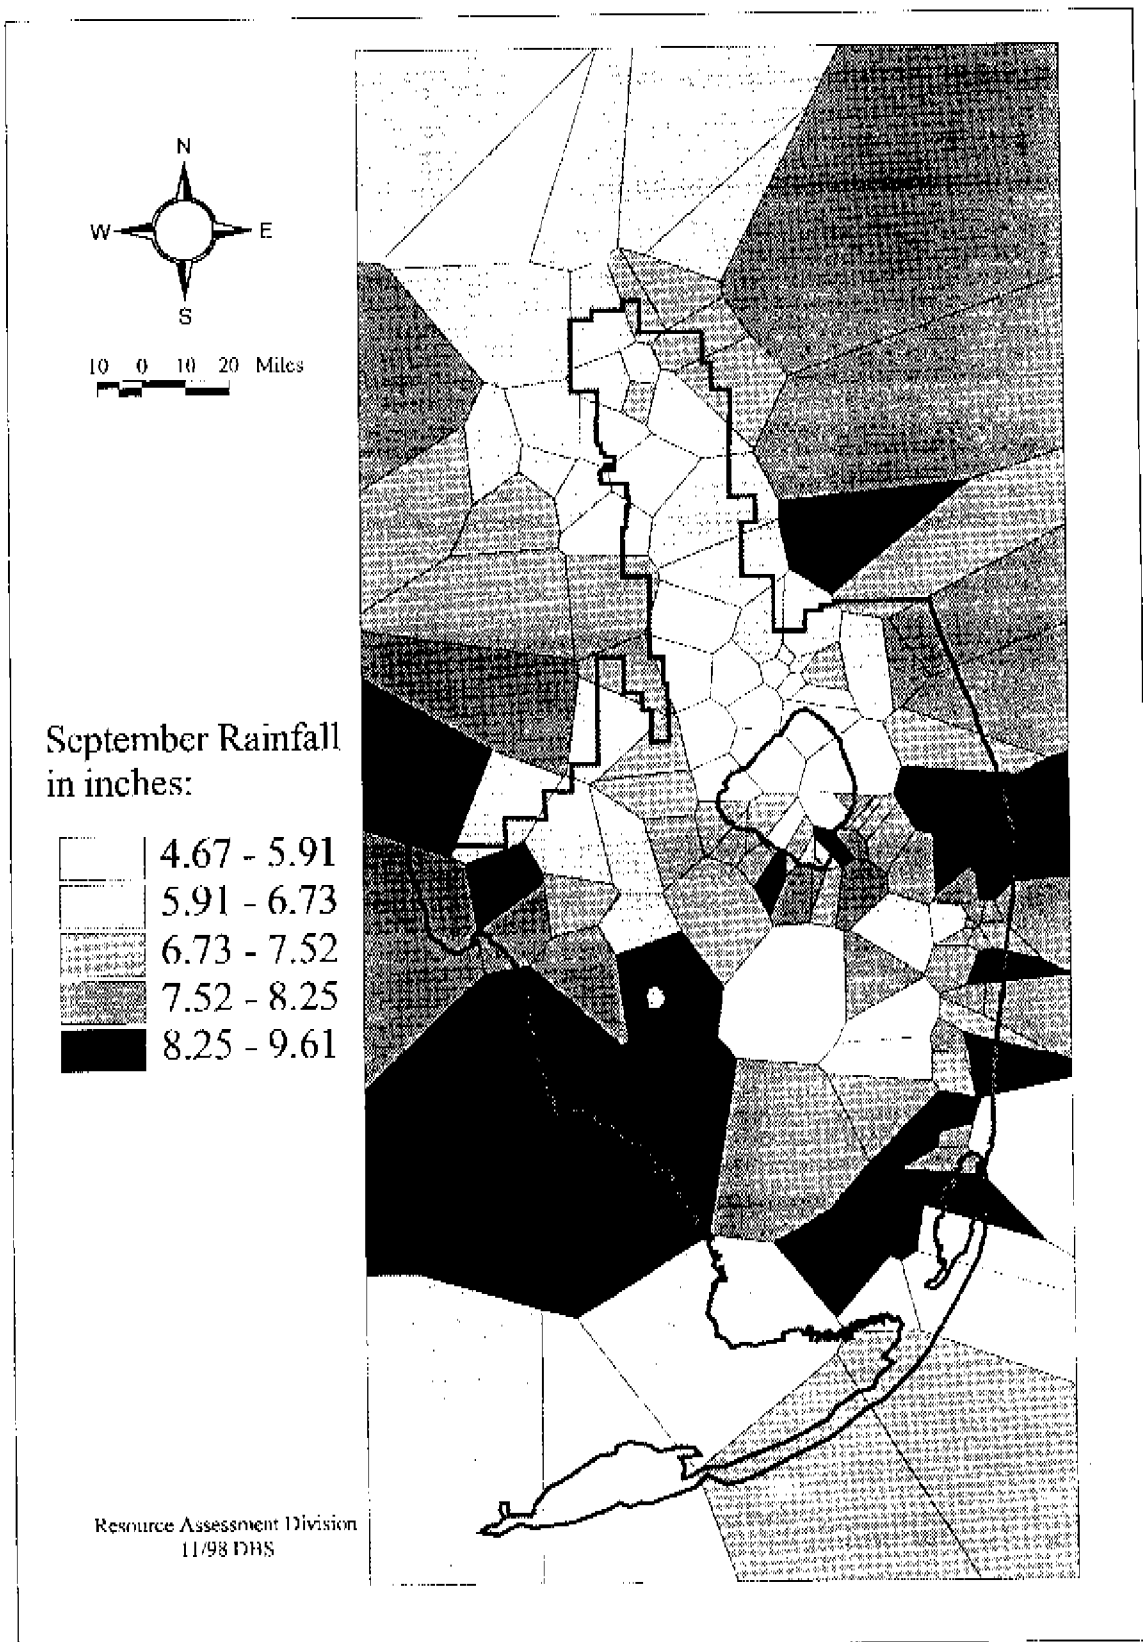 N
W E
S
10 0 10 20 Miles
September Rainfall
in inches:
4.67 - 5.91
5.91 - 6.73
6.73 - 7.52
7.52 - 8.25
8.25 - 9.61
Resource Assessment Division
11/98 DHS